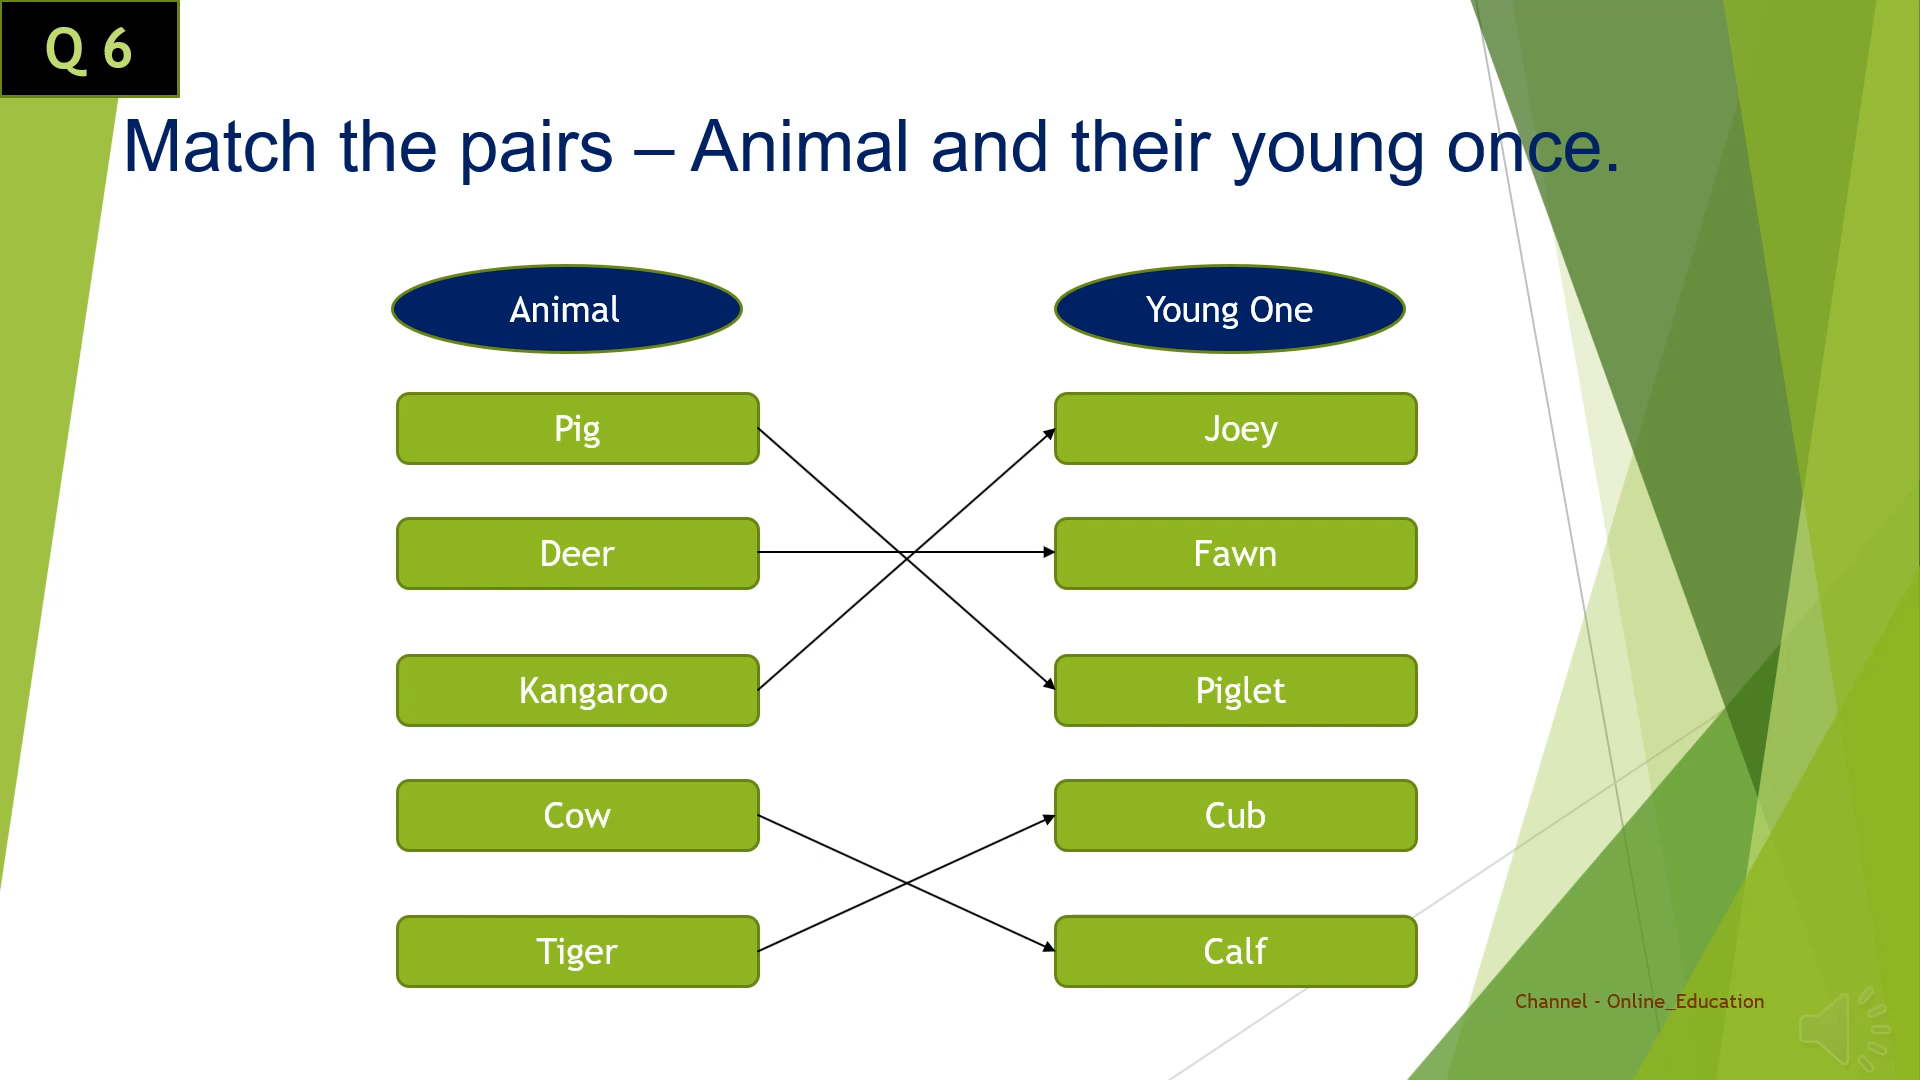 Q 6
Match the pairs – Animal and their young once.
Animal Young One
Pig Joey
Deer Fawn
Kangaroo Piglet
Cow Cub
Tiger Calf
Channel - Online_Education